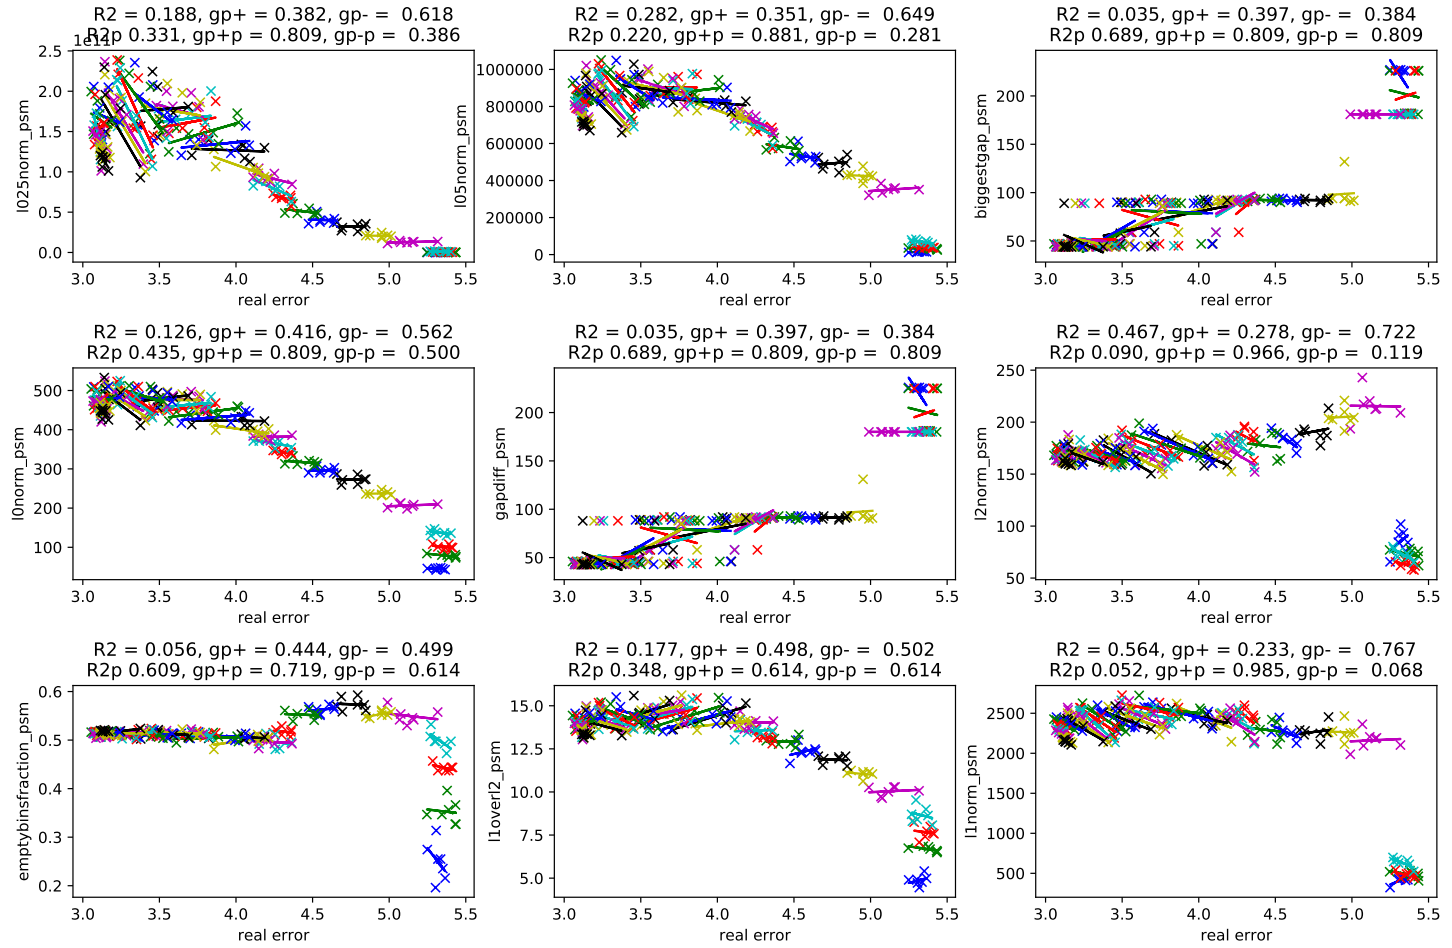 R2 = 0.188, gp+ = 0.382, gp- =  0.618
R2p 0.331, gp+p = 0.809, gp-p =  0.386
1e11
2.5
2.0
1.5
1.0
0.5
0.0
l025norm_psm
3.0 3.5 4.0 4.5 5.0 5.5
real error
R2 = 0.282, gp+ = 0.351, gp- =  0.649
R2p 0.220, gp+p = 0.881, gp-p =  0.281
1000000
800000
600000
400000
200000
0
l05norm_psm
3.0 3.5 4.0 4.5 5.0 5.5
real error
R2 = 0.035, gp+ = 0.397, gp- =  0.384
R2p 0.689, gp+p = 0.809, gp-p =  0.809
200
150
100
50
biggestgap_psm
3.0 3.5 4.0 4.5 5.0 5.5
real error
R2 = 0.126, gp+ = 0.416, gp- =  0.562
R2p 0.435, gp+p = 0.809, gp-p =  0.500
500
400
300
200
100
l0norm_psm
3.0 3.5 4.0 4.5 5.0 5.5
real error
R2 = 0.035, gp+ = 0.397, gp- =  0.384
R2p 0.689, gp+p = 0.809, gp-p =  0.809
200
150
100
50
gapdiff_psm
3.0 3.5 4.0 4.5 5.0 5.5
real error
R2 = 0.467, gp+ = 0.278, gp- =  0.722
R2p 0.090, gp+p = 0.966, gp-p =  0.119
250
200
150
100
50
l2norm_psm
3.0 3.5 4.0 4.5 5.0 5.5
real error
R2 = 0.056, gp+ = 0.444, gp- =  0.499
R2p 0.609, gp+p = 0.719, gp-p =  0.614
0.6
0.5
0.4
0.3
0.2
emptybinsfraction_psm
3.0 3.5 4.0 4.5 5.0 5.5
real error
R2 = 0.177, gp+ = 0.498, gp- =  0.502
R2p 0.348, gp+p = 0.614, gp-p =  0.614
15.0
12.5
10.0
7.5
5.0
l1overl2_psm
3.0 3.5 4.0 4.5 5.0 5.5
real error
R2 = 0.564, gp+ = 0.233, gp- =  0.767
R2p 0.052, gp+p = 0.985, gp-p =  0.068
2500
2000
1500
1000
500
l1norm_psm
3.0 3.5 4.0 4.5 5.0 5.5
real error